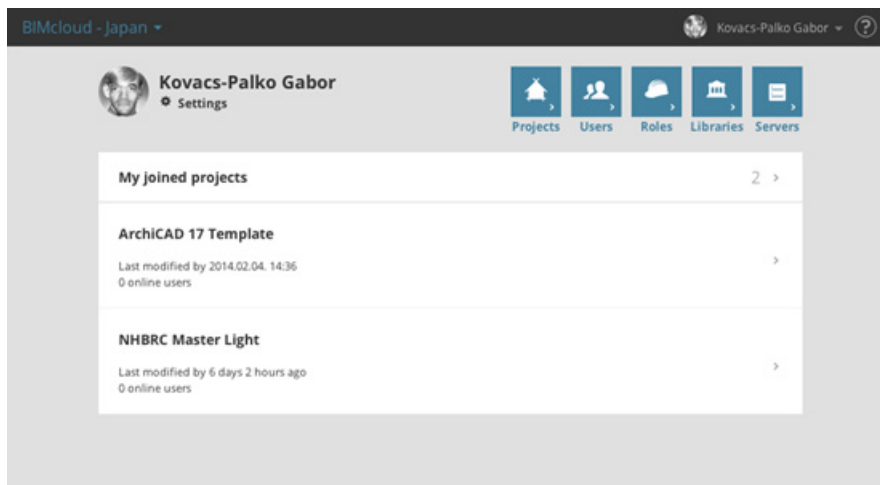 BIMcloud - Japan
Kovacs-Palko Gabor
?
Kovacs-Palko Gabor
Settings
Projects Users Roles Libraries Servers
My joined projects 2
ArchiCAD 17 Template
Last modified by 2014.02.04. 14:36
0 online users
NHBRC Master Light
Last modified by 6 days 2 hours ago
0 online users